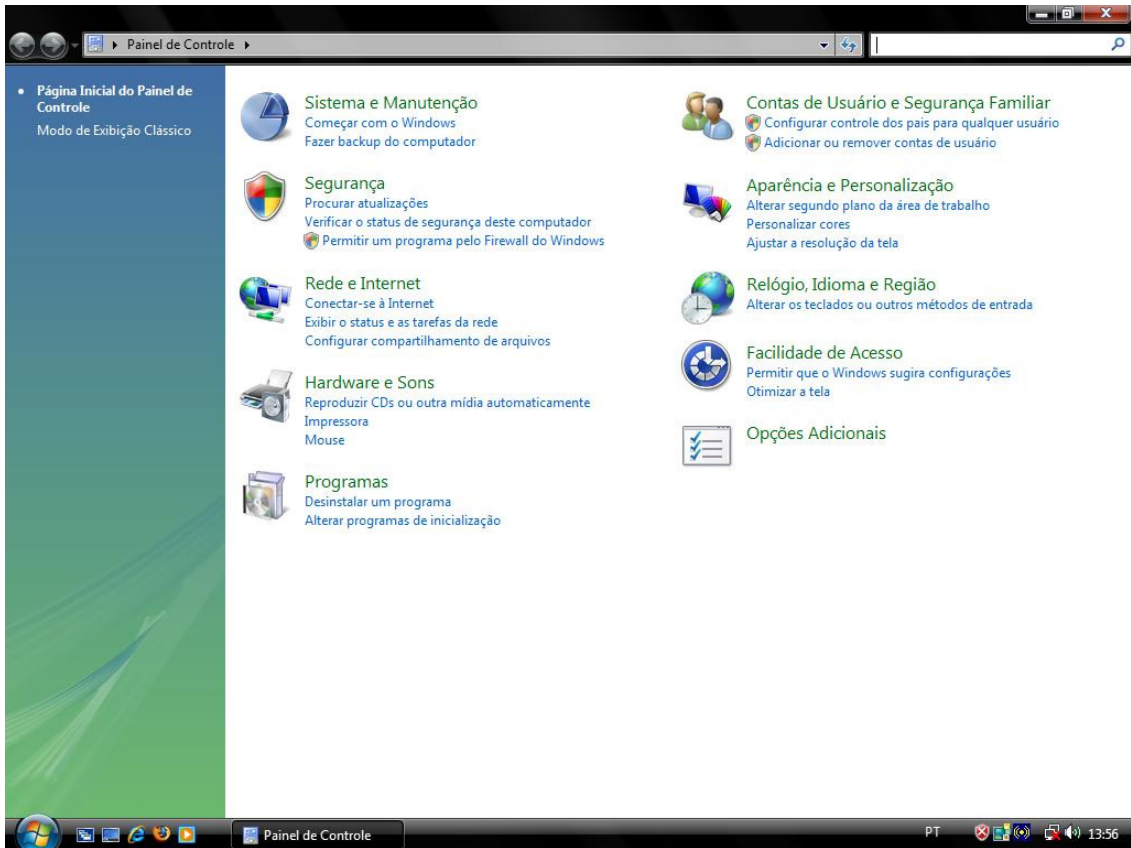 Painel de Controle
Página Inicial do Painel de
Controle
Modo de Exibição Clássico
Sistema e Manutenção
Começar com o Windows
Fazer backup do computador
Segurança
Procurar atualizações
Verificar o status de segurança deste computador
Permitir um programa pelo Firewall do Windows
Rede e Internet
Conectar-se à Internet
Exibir o status e as tarefas da rede
Configurar compartilhamento de arquivos
Hardware e Sons
Reproduzir CDs ou outra mídia automaticamente
Impressora
Mouse
Programas
Desinstalar um programa
Alterar programas de inicialização
Contas de Usuário e Segurança Familiar
Configurar controle dos pais para qualquer usuário
Adicionar ou remover contas de usuário
Aparência e Personalização
Alterar segundo plano da área de trabalho
Personalizar cores
Ajustar a resolução da tela
Relógio, Idioma e Região
Alterar os teclados ou outros métodos de entrada
Facilidade de Acesso
Permitir que o Windows sugira configurações
Otimizar a tela
Opções Adicionais
Painel de Controle
PT
13:56